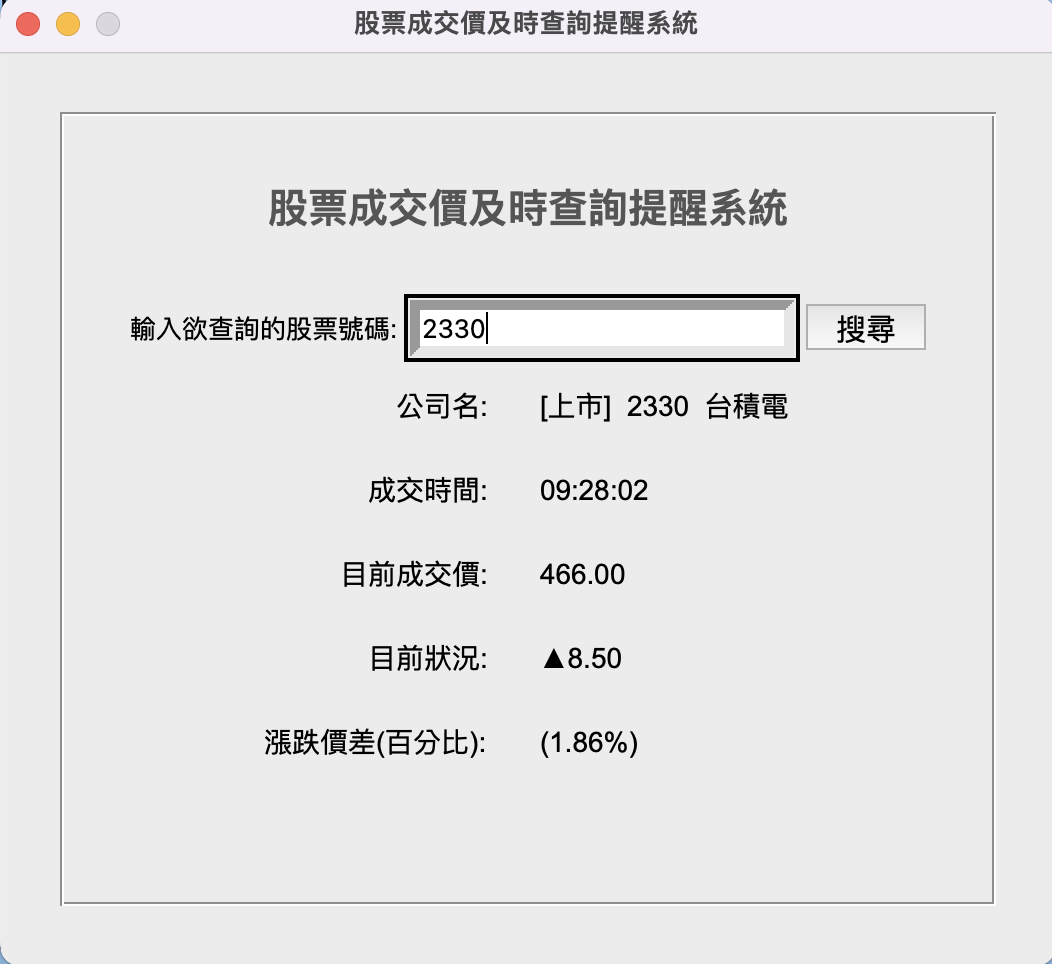 股票成交價及時查詢提醒系統
股票成交價及時查詢提醒系統
輸入欲查詢的股票號碼: 2330 搜尋
公司名: [上市] 2330 台積電
成交時間: 09:28:02
目前成交價: 466.00
目前狀況: ▲8.50
漲跌價差(百分比): (1.86%)